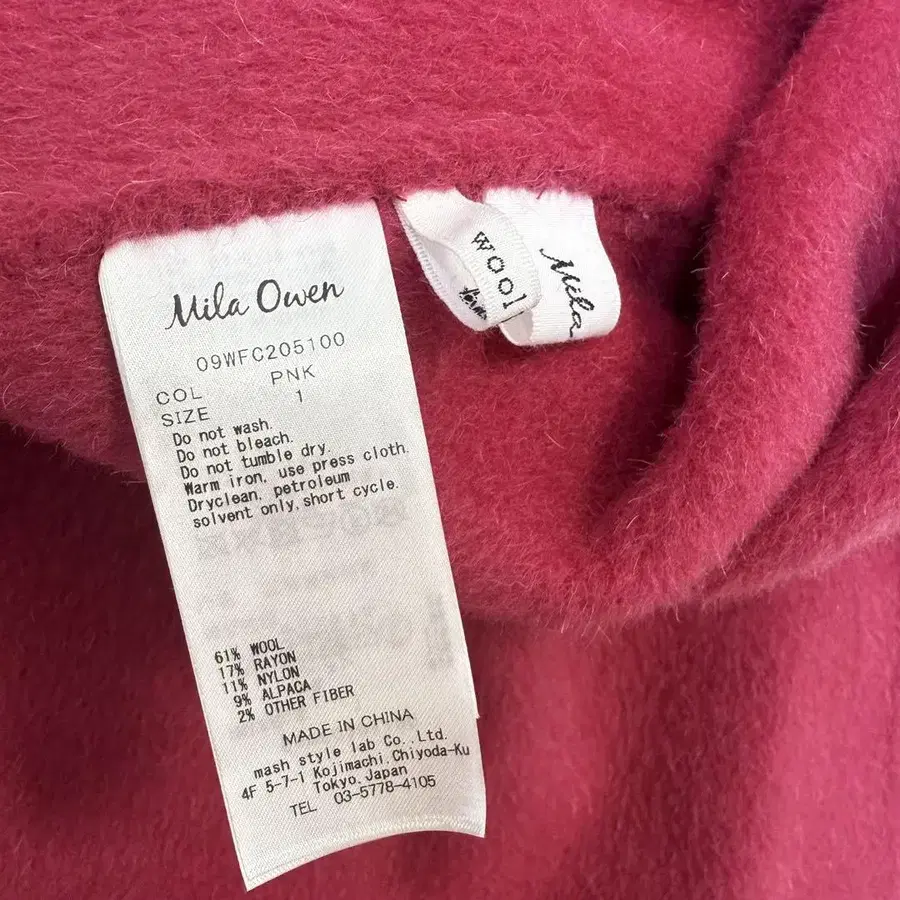 Mila Owen
09WFC205100
COL PNK
SIZE 1
Do not wash.
Do not bleach.
Do not tumble dry.
Warm iron, use press cloth.
Dryclean, petroleum
solvent only, short cycle.
61% WOOL
17% RAYON
11% NYLON
9% ALPACA
2% OTHER FIBER
MADE IN CHINA
mash style lab Co.,Ltd.
4F 5-7-1 Kojimachi.Chiyoda-Ku
Tokyo.Japan
TEL 03-5778-4105
wool
Mila